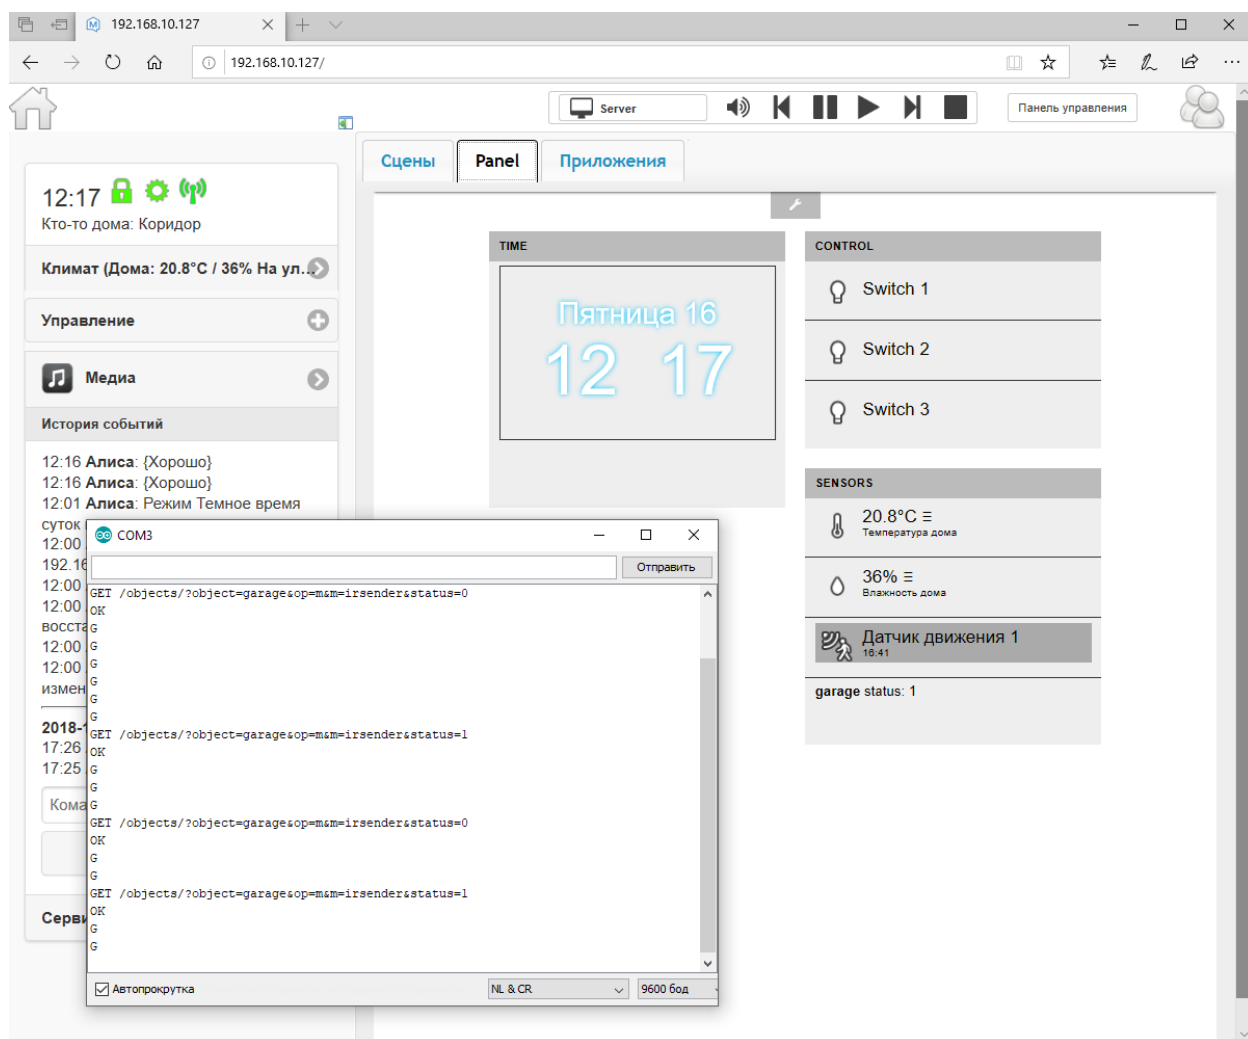 192.168.10.127
192.168.10.127/
Server
Панель управления
Сцены
Panel
Приложения
12:17
Кто-то дома: Коридор
Климат (Дома: 20.8°C / 36% На ул...
Управление
Медиа
История событий
12:16 Алиса: {Хорошо}
12:16 Алиса: {Хорошо}
12:01 Алиса: Режим Темное время
суток
12:00
192.16
12:00
12:00
восста
12:00
12:00
измен
2018-1
17:26
17:25
Кома
Серви
TIME
Пятница 16
12 17
CONTROL
Switch 1
Switch 2
Switch 3
SENSORS
20.8°C
Температура дома
36%
Влажность дома
Датчик движения 1
16:41
garage status: 1
COM3
Отправить
GET /objects/?object=garage&op=m&m=irsender&status=0
OK
G
G
G
G
G
G
GET /objects/?object=garage&op=m&m=irsender&status=1
OK
G
G
G
GET /objects/?object=garage&op=m&m=irsender&status=0
OK
G
G
GET /objects/?object=garage&op=m&m=irsender&status=1
OK
G
G
Автопрокрутка
NL & CR
9600 бод